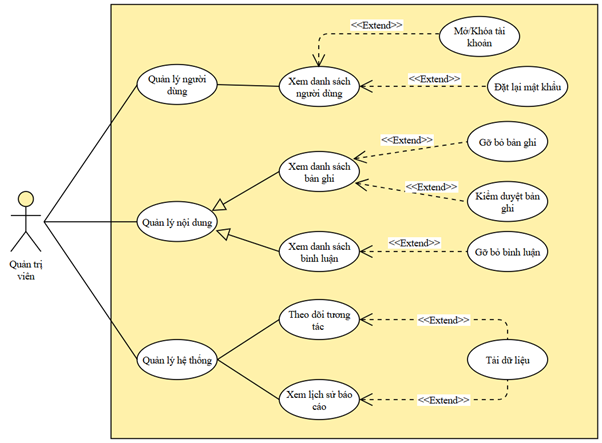 <<Extend>>
Mở/Khóa tài
khoản
Quản lý người
dùng
Xem danh sách
người dùng
<<Extend>>
Đặt lại mật khẩu
<<Extend>>
Gỡ bỏ bản ghi
Xem danh sách
bản ghi
<<Extend>>
Kiểm duyệt bản
ghi
Quản lý nội dung
Quản trị
viên
Xem danh sách
bình luận
<<Extend>>
Gỡ bỏ bình luận
Theo dõi tương
tác
<<Extend>>
Quản lý hệ thống
Tải dữ liệu
Xem lịch sử báo
cáo
<<Extend>>